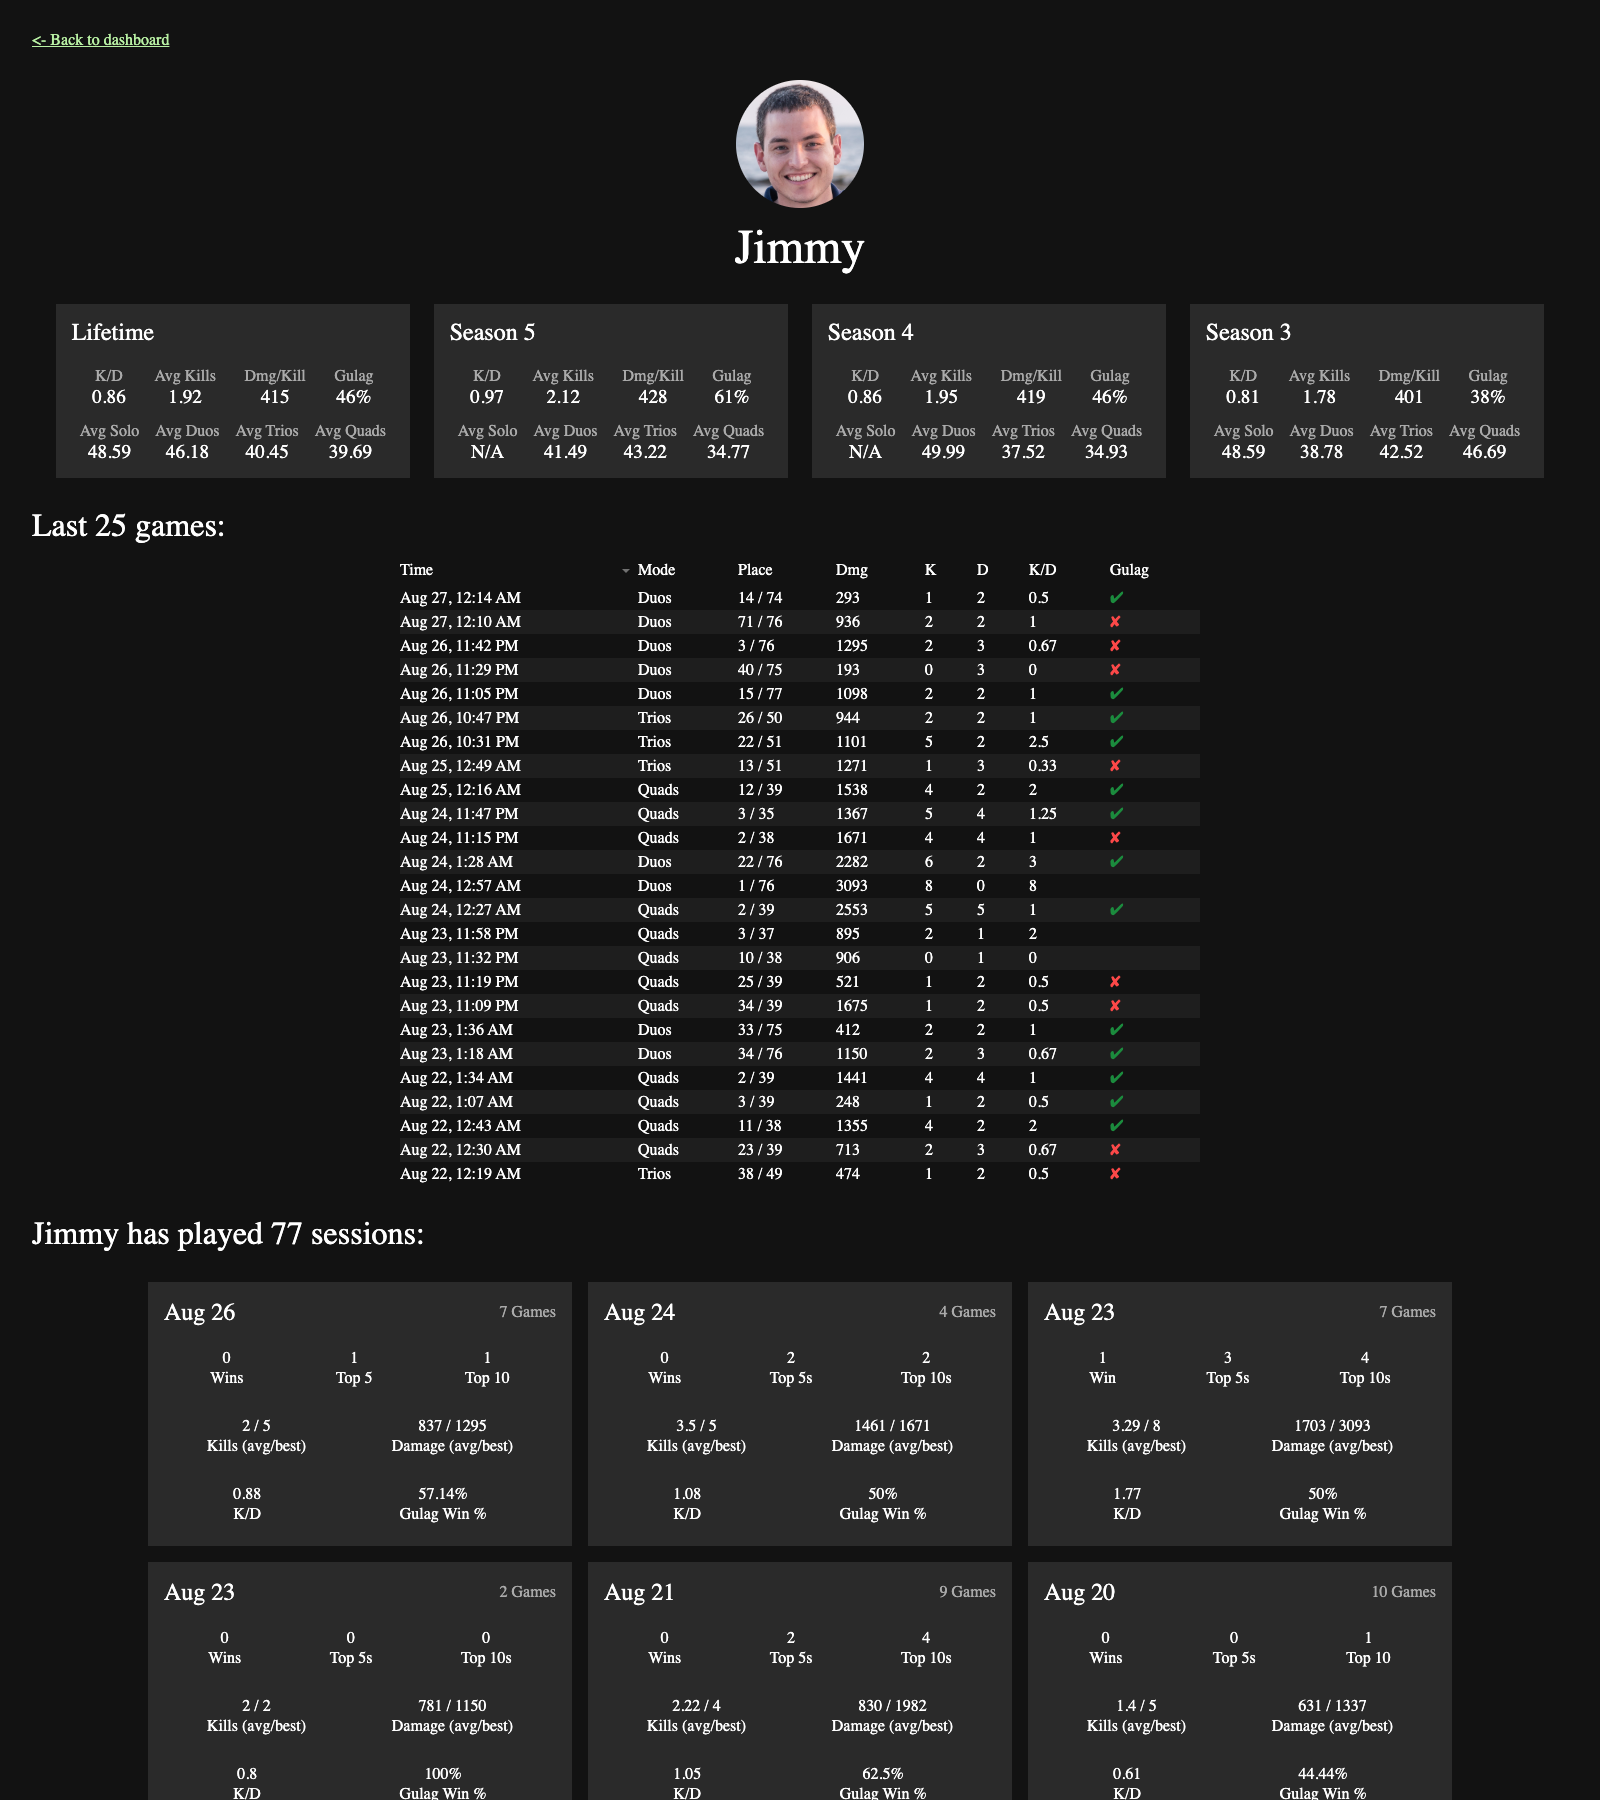 <- Back to dashboard
Jimmy
Lifetime
K/D Avg Kills Dmg/Kill Gulag
0.86 1.92 415 46%
Avg Solo Avg Duos Avg Trios Avg Quads
48.59 46.18 40.45 39.69
Season 5
K/D Avg Kills Dmg/Kill Gulag
0.97 2.12 428 61%
Avg Solo Avg Duos Avg Trios Avg Quads
N/A 41.49 43.22 34.77
Season 4
K/D Avg Kills Dmg/Kill Gulag
0.86 1.95 419 46%
Avg Solo Avg Duos Avg Trios Avg Quads
N/A 49.99 37.52 34.93
Season 3
K/D Avg Kills Dmg/Kill Gulag
0.81 1.78 401 38%
Avg Solo Avg Duos Avg Trios Avg Quads
48.59 38.78 42.52 46.69
Last 25 games:
Time Mode Place Dmg K D K/D Gulag
Aug 27, 12:14 AM Duos 14 / 74 293 1 2 0.5 ✔
Aug 27, 12:10 AM Duos 71 / 76 936 2 2 1 ✘
Aug 26, 11:42 PM Duos 3 / 76 1295 2 3 0.67 ✘
Aug 26, 11:29 PM Duos 40 / 75 193 0 3 0 ✘
Aug 26, 11:05 PM Duos 15 / 77 1098 2 2 1 ✔
Aug 26, 10:47 PM Trios 26 / 50 944 2 2 1 ✔
Aug 26, 10:31 PM Trios 22 / 51 1101 5 2 2.5 ✔
Aug 25, 12:49 AM Trios 13 / 51 1271 1 3 0.33 ✘
Aug 25, 12:16 AM Quads 12 / 39 1538 4 2 2 ✔
Aug 24, 11:47 PM Quads 3 / 35 1367 5 4 1.25 ✔
Aug 24, 11:15 PM Quads 2 / 38 1671 4 4 1 ✘
Aug 24, 1:28 AM Duos 22 / 76 2282 6 2 3 ✔
Aug 24, 12:57 AM Duos 1 / 76 3093 8 0 8
Aug 24, 12:27 AM Quads 2 / 39 2553 5 5 1 ✔
Aug 23, 11:58 PM Quads 3 / 37 895 2 1 2
Aug 23, 11:32 PM Quads 10 / 38 906 0 1 0
Aug 23, 11:19 PM Quads 25 / 39 521 1 2 0.5 ✘
Aug 23, 11:09 PM Quads 34 / 39 1675 1 2 0.5 ✘
Aug 23, 1:36 AM Duos 33 / 75 412 2 2 1 ✔
Aug 23, 1:18 AM Duos 34 / 76 1150 2 3 0.67 ✔
Aug 22, 1:34 AM Quads 2 / 39 1441 4 4 1 ✔
Aug 22, 1:07 AM Quads 3 / 39 248 1 2 0.5 ✔
Aug 22, 12:43 AM Quads 11 / 38 1355 4 2 2 ✔
Aug 22, 12:30 AM Quads 23 / 39 713 2 3 0.67 ✘
Aug 22, 12:19 AM Trios 38 / 49 474 1 2 0.5 ✘
Jimmy has played 77 sessions:
Aug 26 7 Games
0 1 1
Wins Top 5 Top 10
2 / 5 837 / 1295
Kills (avg/best) Damage (avg/best)
0.88 57.14%
K/D Gulag Win %
Aug 24 4 Games
0 2 2
Wins Top 5s Top 10s
3.5 / 5 1461 / 1671
Kills (avg/best) Damage (avg/best)
1.08 50%
K/D Gulag Win %
Aug 23 7 Games
1 3 4
Win Top 5s Top 10s
3.29 / 8 1703 / 3093
Kills (avg/best) Damage (avg/best)
1.77 50%
K/D Gulag Win %
Aug 23 2 Games
0 0 0
Wins Top 5s Top 10s
2 / 2 781 / 1150
Kills (avg/best) Damage (avg/best)
0.8 100%
K/D Gulag Win %
Aug 21 9 Games
0 2 4
Wins Top 5s Top 10s
2.22 / 4 830 / 1982
Kills (avg/best) Damage (avg/best)
1.05 62.5%
K/D Gulag Win %
Aug 20 10 Games
0 0 1
Wins Top 5s Top 10
1.4 / 5 631 / 1337
Kills (avg/best) Damage (avg/best)
0.61 44.44%
K/D Gulag Win %